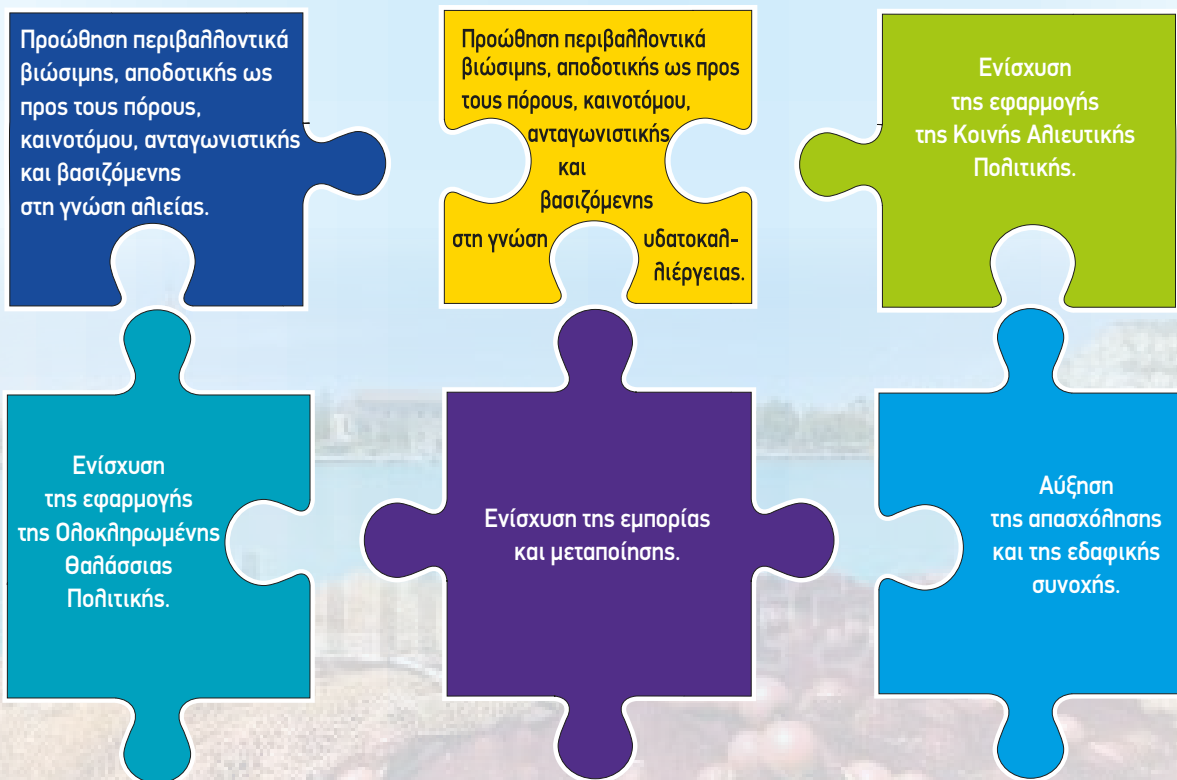 Προώθηση περιβαλλοντικά
βιώσιμης, αποδοτικής ως
προς τους πόρους,
καινοτόμου, ανταγωνιστικής
και βασιζόμενης
στη γνώση αλιείας.
Προώθηση περιβαλλοντικά
βιώσιμης, αποδοτικής ως προς
τους πόρους, καινοτόμου,
ανταγωνιστικής
και
βασιζόμενης
στη γνώση υδατοκαλ-
λιέργειας.
Ενίσχυση
της εφαρμογής
της Κοινής Αλιευτικής
Πολιτικής.
Ενίσχυση
της εφαρμογής
της Ολοκληρωμένης
Θαλάσσιας
Πολιτικής.
Ενίσχυση της εμπορίας
και μεταποίησης.
Αύξηση
της απασχόλησης
και της εδαφικής
συνοχής.